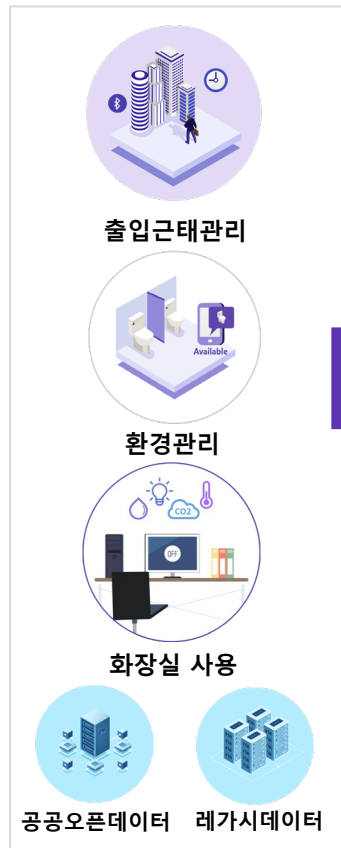 출입근태관리
Available
환경관리
CO2
OFF
화장실 사용
공공오픈데이터 레가시데이터